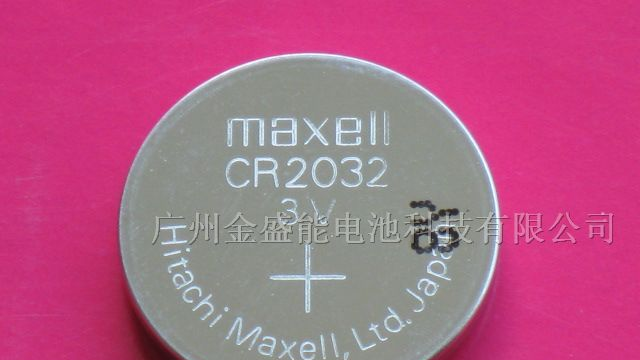 maxell
CR2032
3V
广州金盛能电池科技有限公司
+
Hitachi Maxell, Ltd. Japan